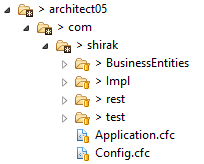 > architect05
> com
> shirak
> BusinessEntities
> Impl
> rest
> test
Application.cfc
Config.cfc